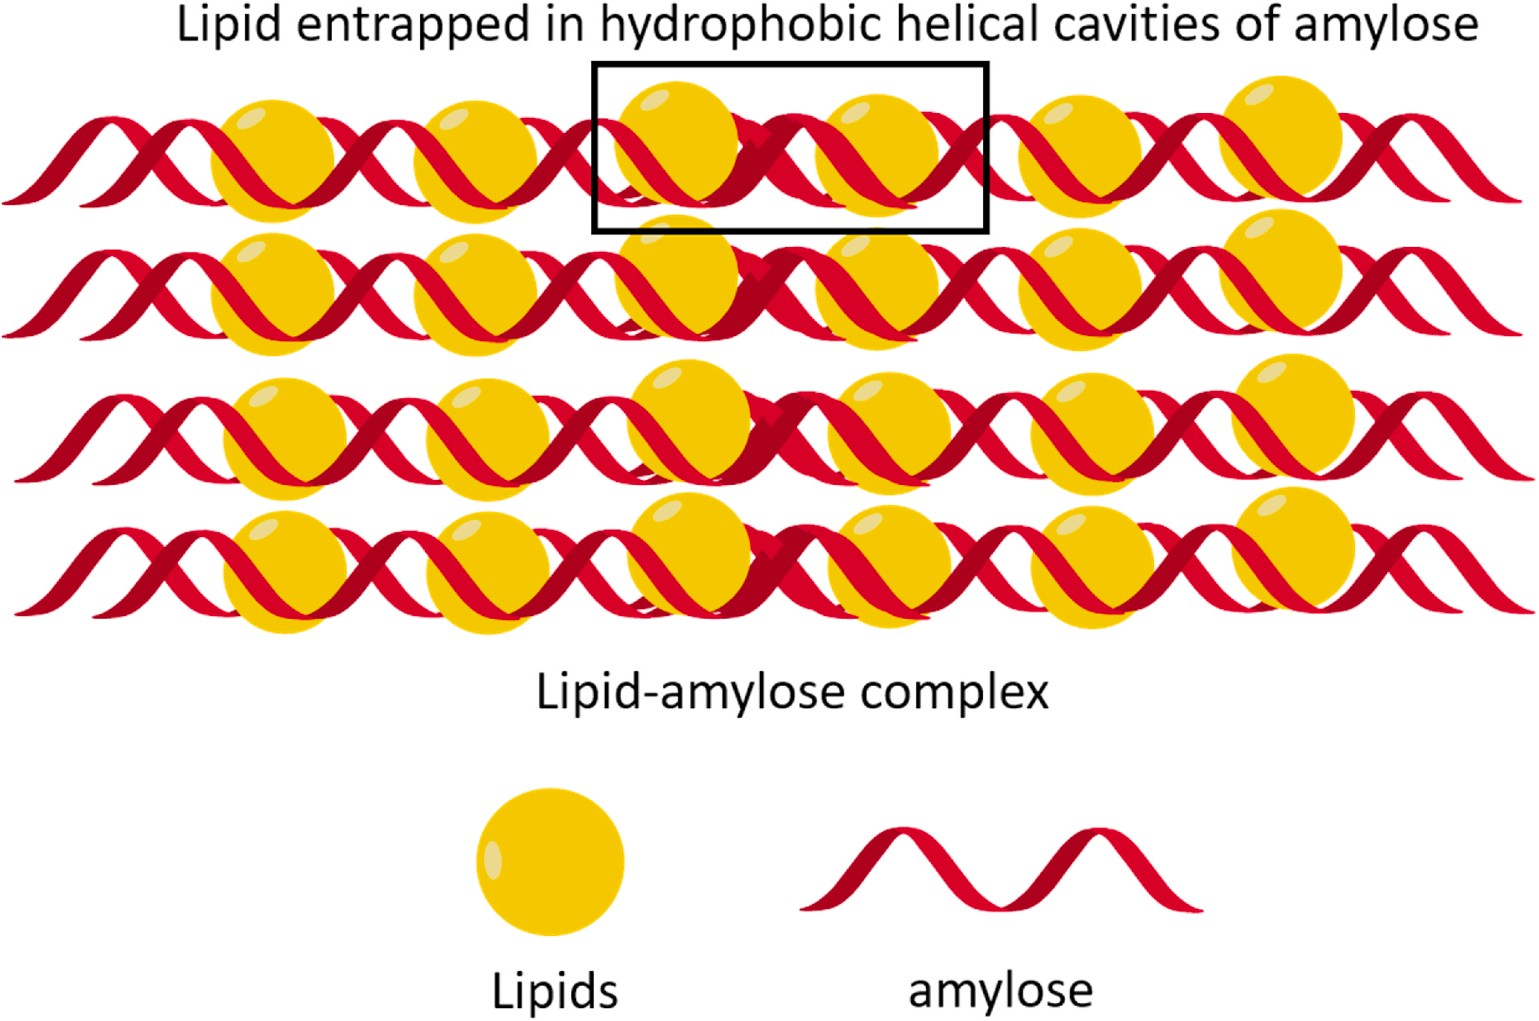 Lipid entrapped in hydrophobic helical cavities of amylose
Lipid-amylose complex
Lipids
amylose